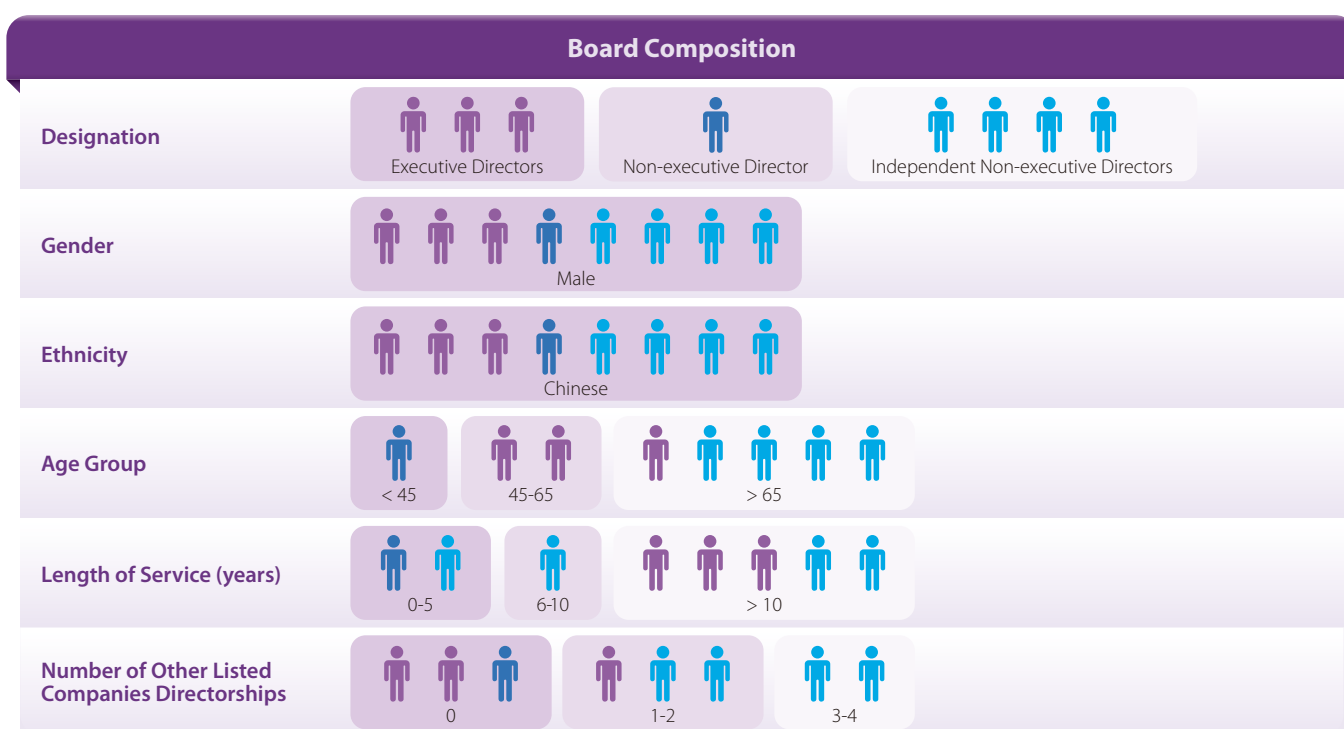 Board Composition
Designation
Executive Directors
Non-executive Director
Independent Non-executive Directors
Gender
Male
Ethnicity
Chinese
Age Group
< 45
45-65
> 65
Length of Service (years)
0-5
6-10
> 10
Number of Other Listed
Companies Directorships
0
1-2
3-4